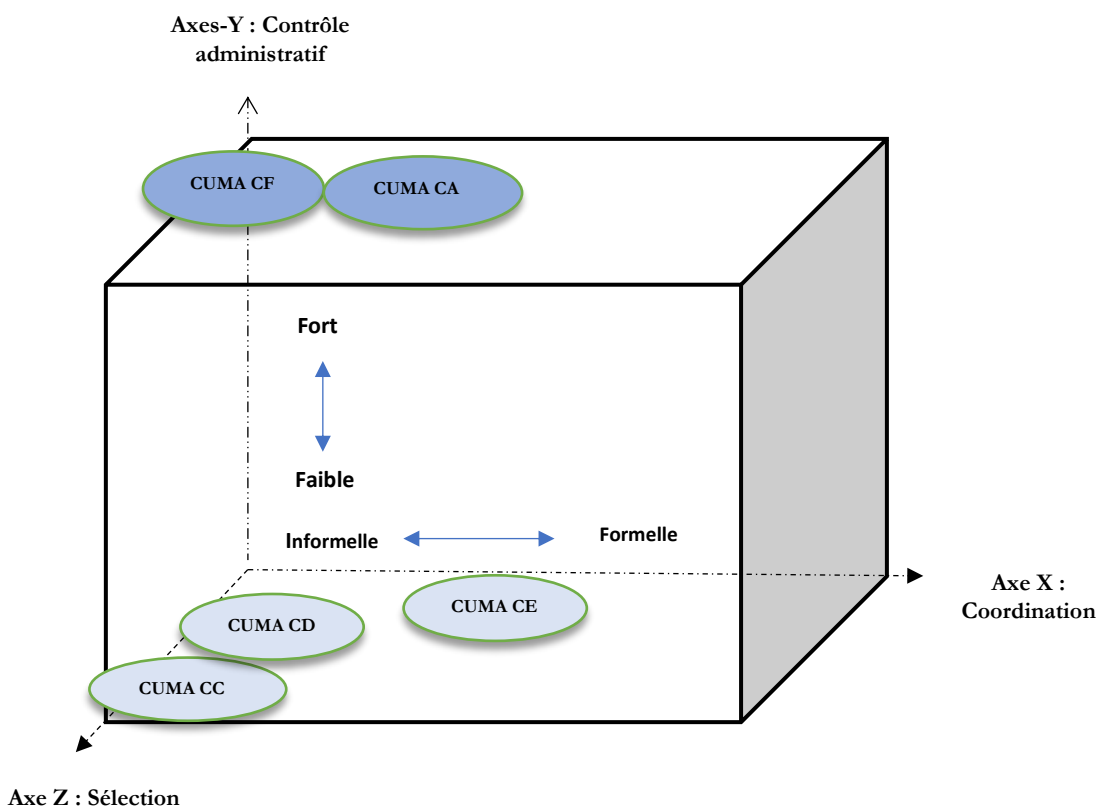 Axes-Y : Contrôle
administratif
CUMA CF
CUMA CA
Fort
Faible
Informelle
Formelle
CUMA CE
Axe X :
Coordination
CUMA CD
CUMA CC
Axe Z : Sélection